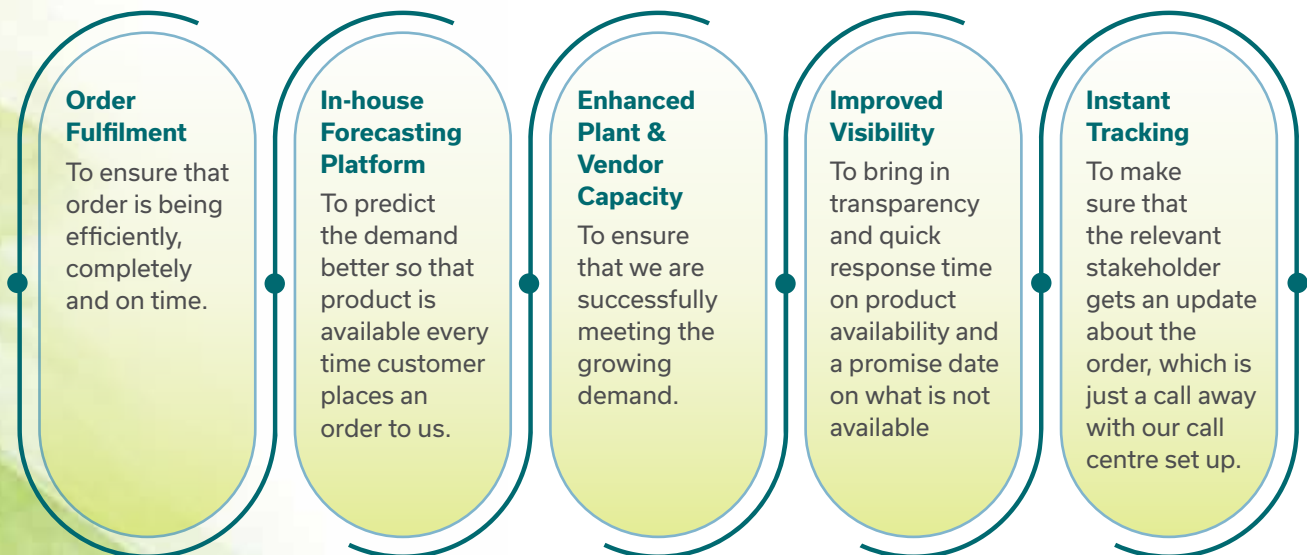 Order
Fulfilment
To ensure that
order is being
efficiently,
completely
and on time.
In-house
Forecasting
Platform
To predict
the demand
better so that
product is
available every
time customer
places an
order to us.
Enhanced
Plant &
Vendor
Capacity
To ensure
that we are
successfully
meeting the
growing
demand.
Improved
Visibility
To bring in
transparency
and quick
response time
on product
availability and
a promise date
on what is not
available
Instant
Tracking
To make
sure that
the relevant
stakeholder
gets an update
about the
order, which is
just a call away
with our call
centre set up.